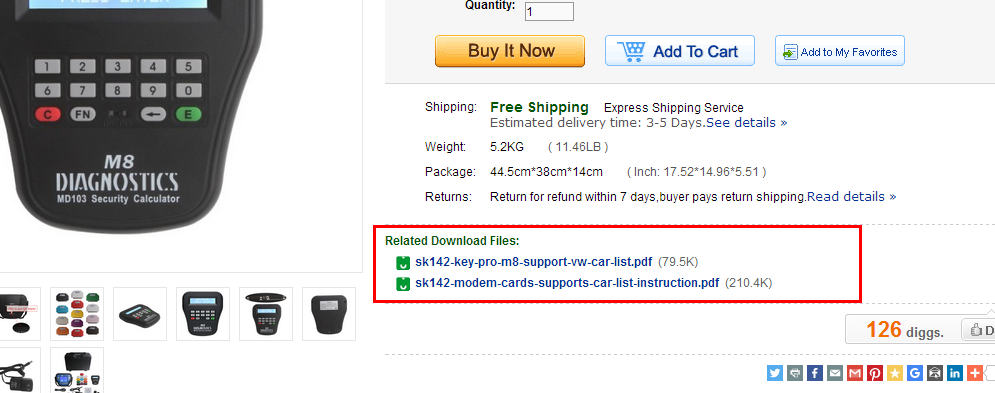 Quantity: 1
Buy It Now
Add To Cart
Add to My Favorites
1 2 3 4 5
6 7 8 9 0
C FN E
M8
DIAGNOSTICS
MD103 Security Calculator
Shipping: Free Shipping Express Shipping Service
Estimated delivery time: 3-5 Days.See details »
Weight: 5.2KG ( 11.46LB )
Package: 44.5cm*38cm*14cm ( Inch: 17.52*14.96*5.51 )
Returns: Return for refund within 7 days,buyer pays return shipping.Read details »
Related Download Files:
sk142-key-pro-m8-support-vw-car-list.pdf (79.5K)
sk142-modem-cards-supports-car-list-instruction.pdf (210.4K)
126 diggs.
D